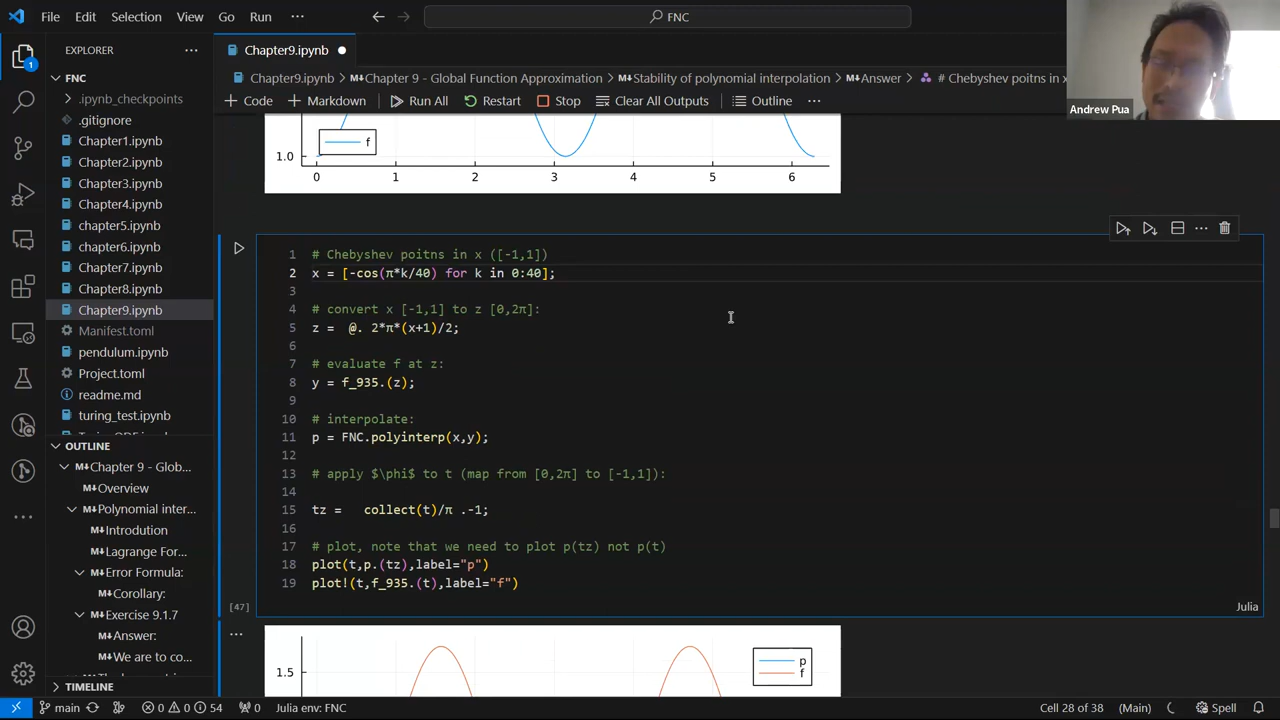 File Edit Selection View Go Run ··· FNC
EXPLORER ···
Chapter9.ipynb
FNC
.ipynb_checkpoints
.gitignore
Chapter1.ipynb
Chapter2.ipynb
Chapter3.ipynb
Chapter4.ipynb
chapter5.ipynb
chapter6.ipynb
Chapter7.ipynb
Chapter8.ipynb
Chapter9.ipynb
Manifest.toml
pendulum.ipynb
Project.toml
readme.md
turing_test.ipynb
OUTLINE
Chapter 9 - Glob...
Overview
Polynomial inter...
Introdution
Lagrange For...
Error Formula:
Corollary:
Exercise 9.1.7
Answer:
We are to co...
TIMELINE
Chapter9.ipynb > Chapter 9 - Global Function Approximation > Stability of polynomial interpolation > Answer > # Chebyshev poitns in x
+ Code + Markdown Run All Restart Stop Clear All Outputs Outline ···
Andrew Pua
f
1.0
0 1 2 3 4 5 6
1 # Chebyshev poitns in x ([-1,1])
2 x = [-cos(π*k/40) for k in 0:40];
3
4 # convert x [-1,1] to z [0,2π]:
5 z = @. 2*π*(x+1)/2;
6
7 # evaluate f at z:
8 y = f_935.(z);
9
10 # interpolate:
11 p = FNC.polyinterp(x,y);
12
13 # apply $\phi$ to t (map from [0,2π] to [-1,1]):
14
15 tz = collect(t)/π .-1;
16
17 # plot, note that we need to plot p(tz) not p(t)
18 plot(t,p.(tz),label="p")
19 plot!(t,f_935.(t),label="f")
[47]
Julia
1.5
p
f
main 0 0 54 0 Julia env: FNC Cell 28 of 38 (Main) Spell